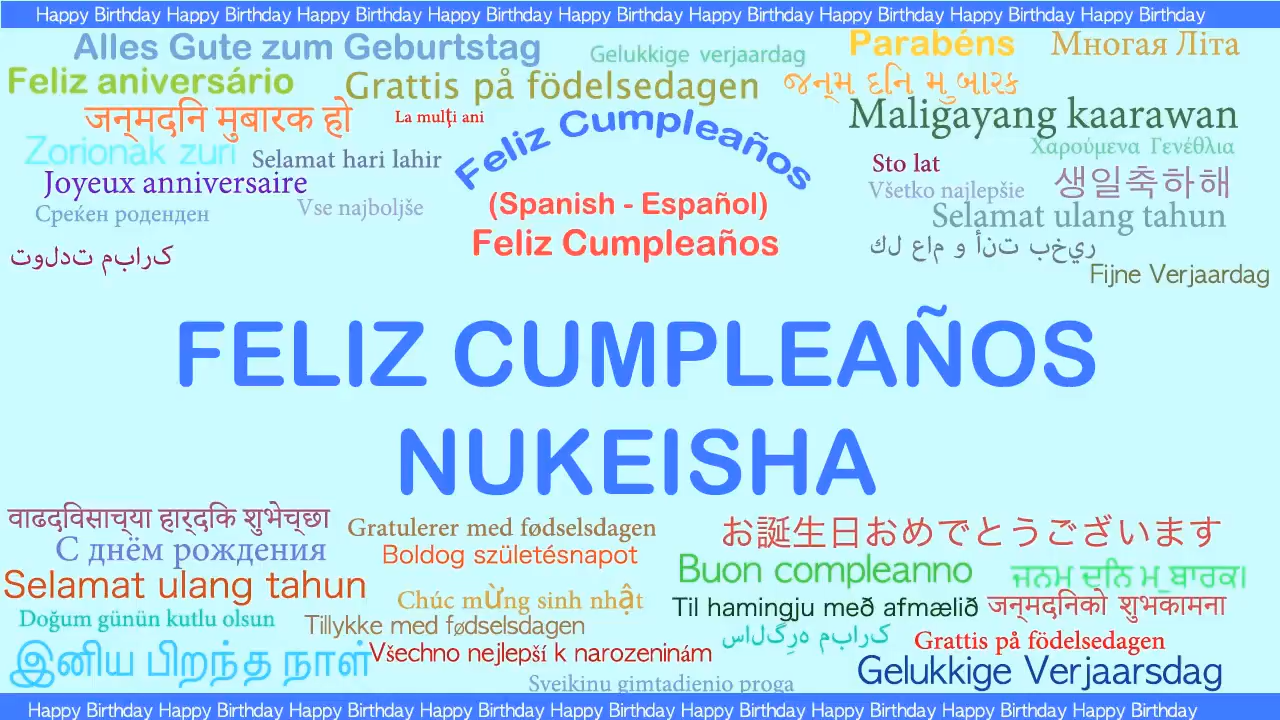 Happy Birthday Happy Birthday Happy Birthday Happy Birthday Happy Birthday Happy Birthday Happy Birthday Happy Birthday Happy Birthday
Alles Gute zum Geburtstag
Gelukkige verjaardag
Parabéns
Многая Літа
Feliz aniversário
Grattis på födelsedagen
જન્મ દિન મુબારક
जन्मदिन मुबारक हो
La mulţi ani
Feliz Cumpleaños
Maligayang kaarawan
Zorionak zuri
Selamat hari lahir
Χαρούμενα Γενέθλια
Sto lat
Joyeux anniversaire
(Spanish - Español)
Všetko najlepšie
생일축하해
Среќен роденден
Vse najboljše
Selamat ulang tahun
Feliz Cumpleaños
تولدت مبارک
كل عام و أنت بخير
Fijne Verjaardag
FELIZ CUMPLEAÑOS
NUKEISHA
वाढदिवसाच्या हार्दिक शुभेच्छा
Gratulerer med fødselsdagen
お誕生日おめでとうございます
С днём рождения
Boldog születésnapot
Buon compleanno
ਜਨਮ ਦਿਨ ਮੁਬਾਰਕ।
Selamat ulang tahun
Chúc mừng sinh nhật
Til hamingju með afmælið
जन्मदिनको शुभकामना
Doğum günün kutlu olsun
Tillykke med fødselsdagen
سالگرہ مبارک
Grattis på födelsedagen
இனிய பிறந்த நாள்
Všechno nejlepší k narozeninám
Gelukkige Verjaarsdag
Sveikinu gimtadienio proga
Happy Birthday Happy Birthday Happy Birthday Happy Birthday Happy Birthday Happy Birthday Happy Birthday Happy Birthday Happy Birthday